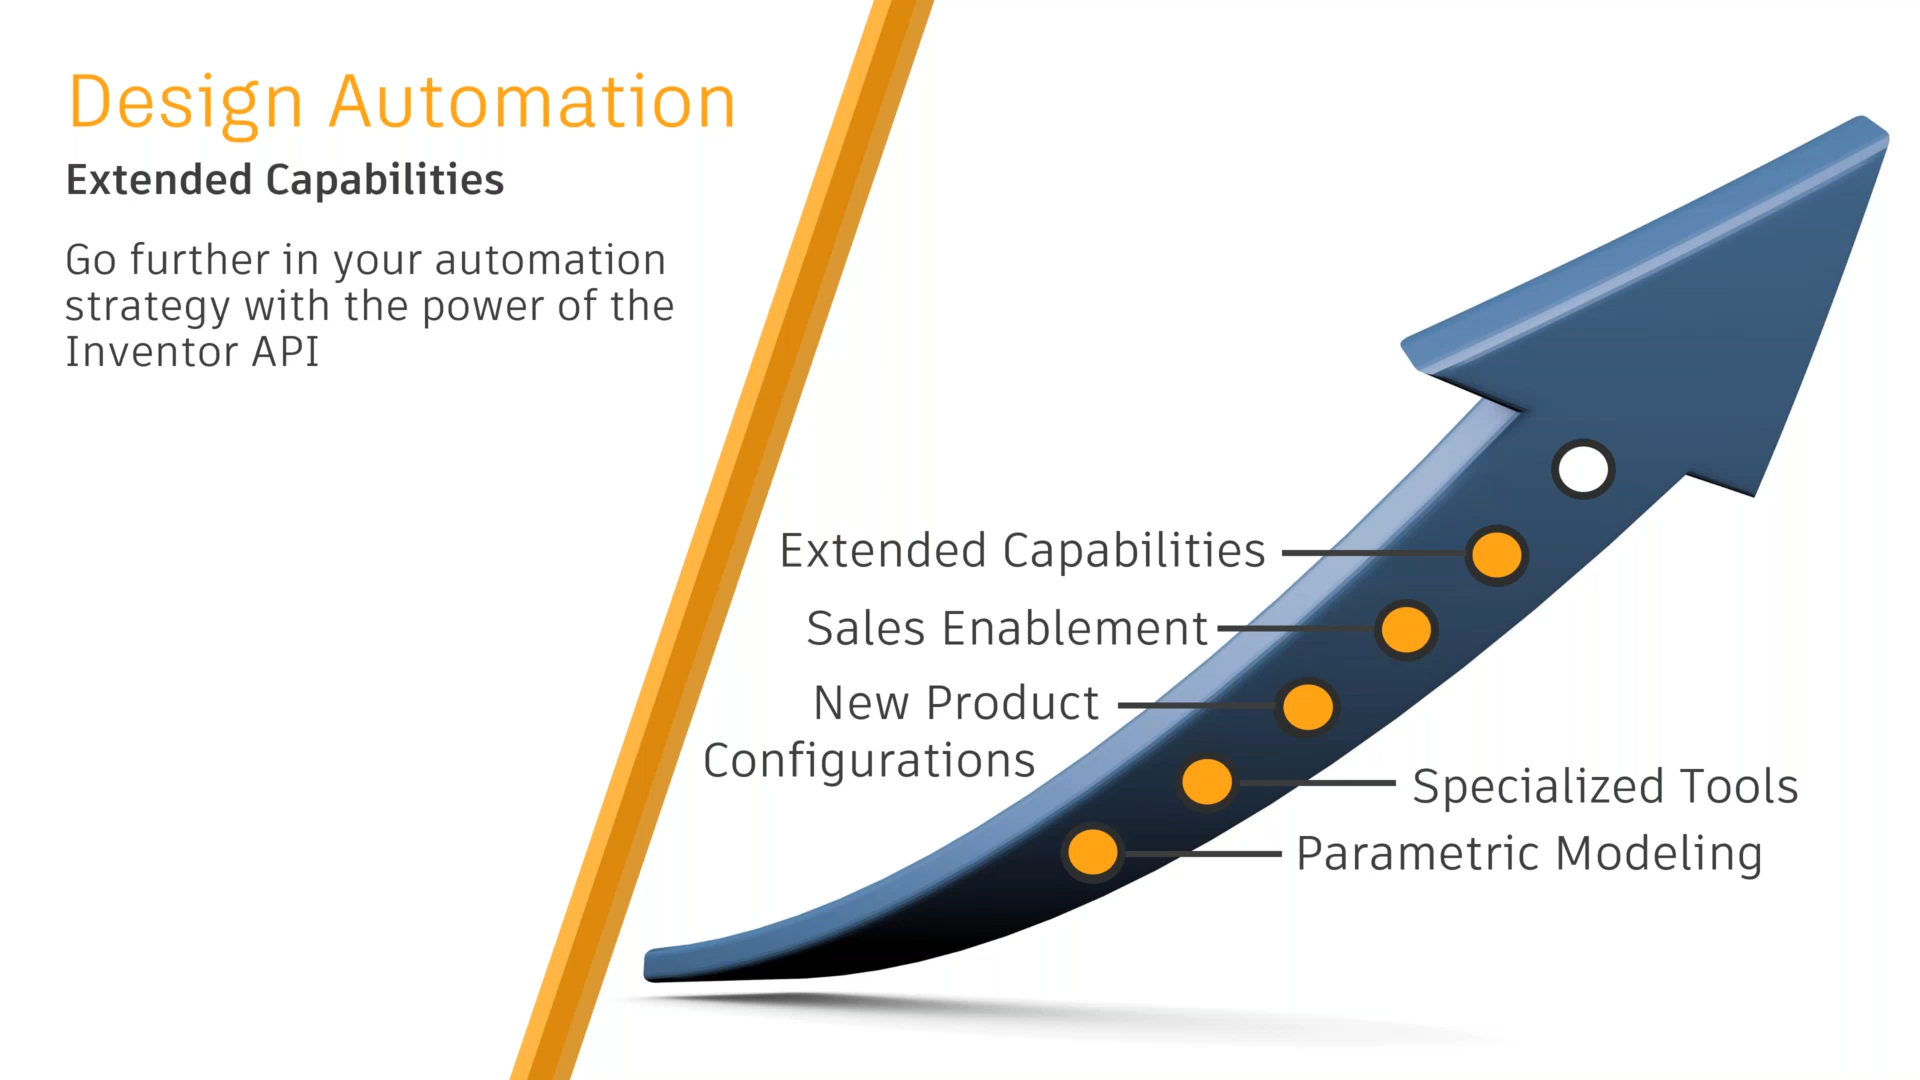 Design Automation
Extended Capabilities
Go further in your automation
strategy with the power of the
Inventor API
Extended Capabilities
Sales Enablement
New Product
Configurations
Specialized Tools
Parametric Modeling